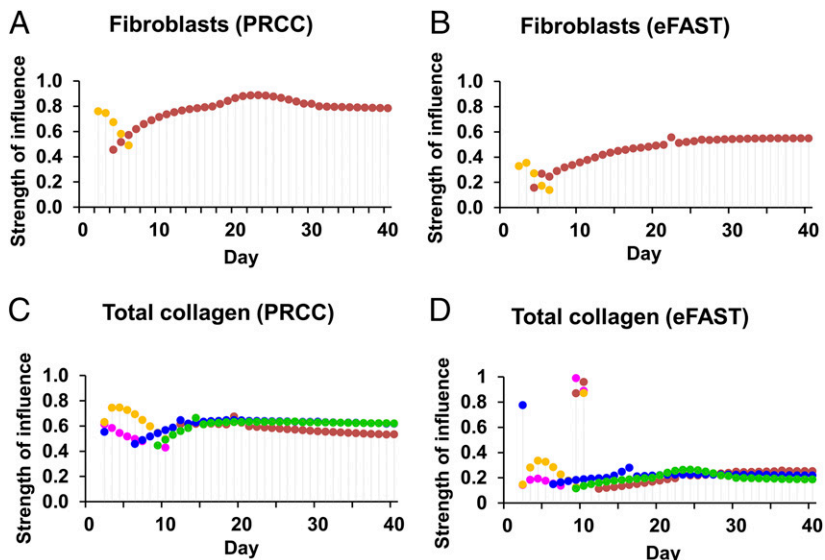 A
Fibroblasts (PRCC)
Strength of influence
1.0
0.8
0.6
0.4
0.2
0.0
0 10 20 30 40
Day
B
Fibroblasts (eFAST)
Strength of influence
1.0
0.8
0.6
0.4
0.2
0.0
0 10 20 30 40
Day
C
Total collagen (PRCC)
Strength of influence
1.0
0.8
0.6
0.4
0.2
0.0
0 10 20 30 40
Day
D
Total collagen (eFAST)
Strength of influence
1
0.8
0.6
0.4
0.2
0
0 10 20 30 40
Day